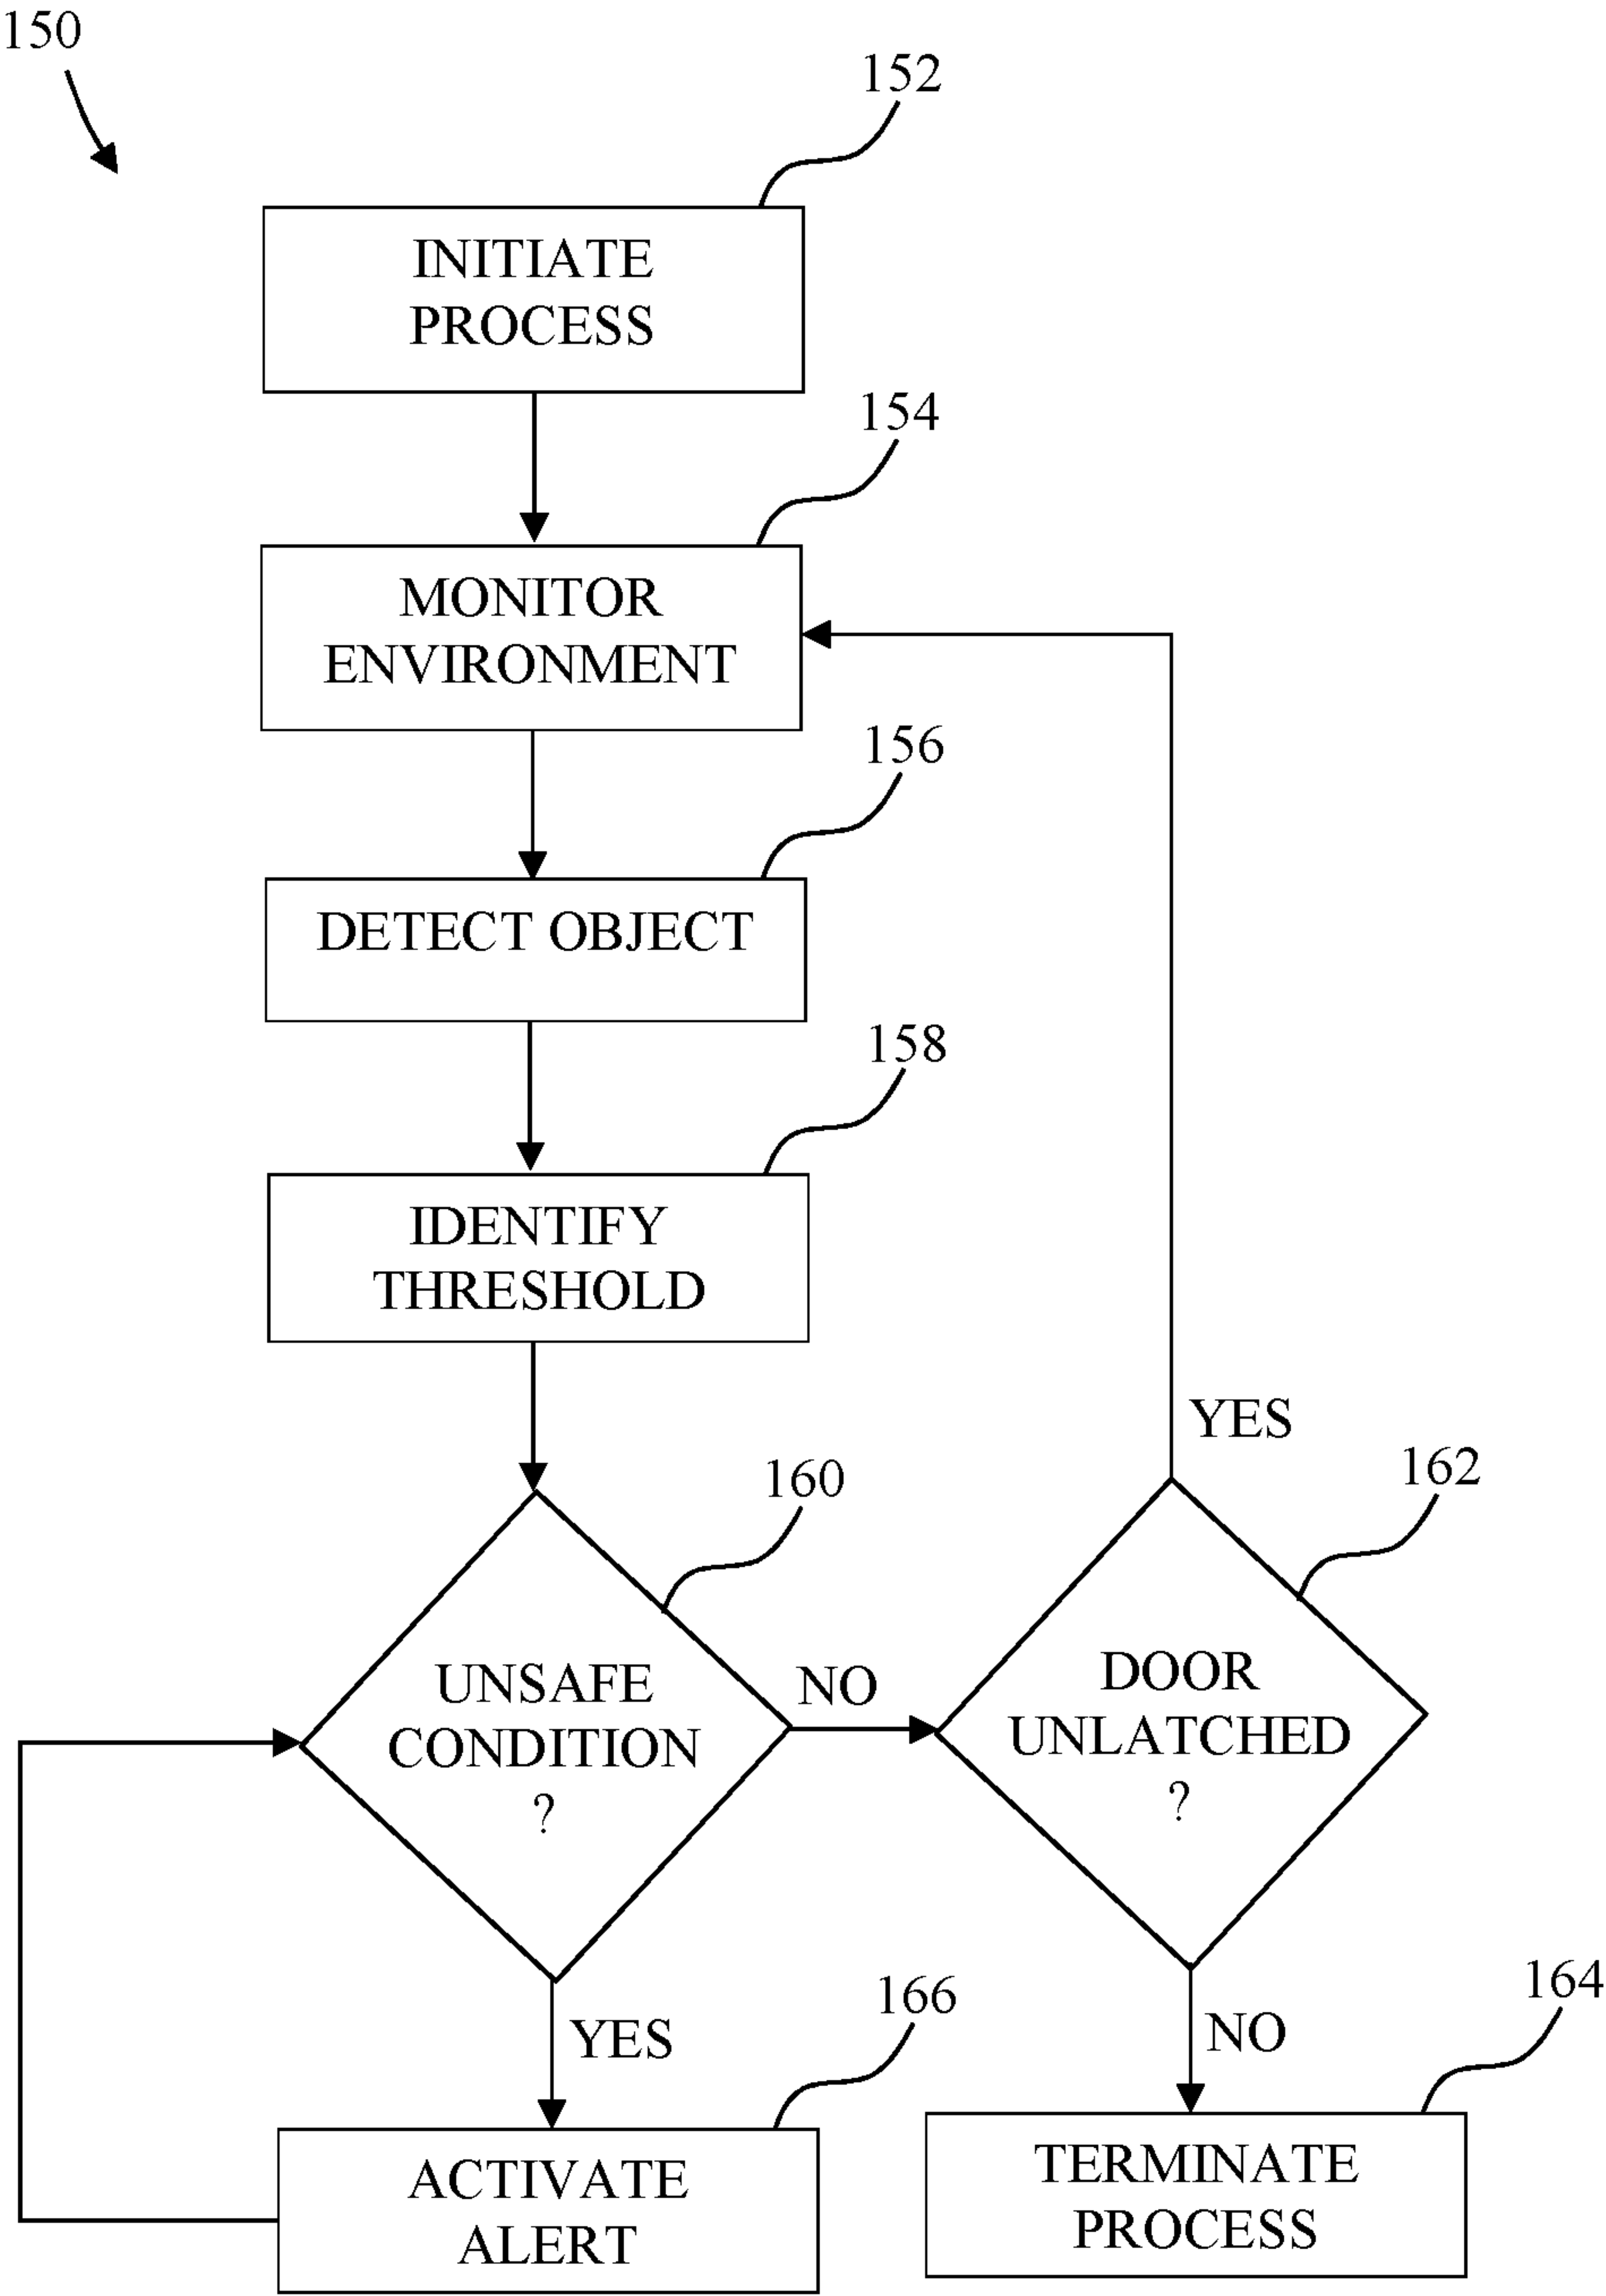 150
152
INITIATE
PROCESS
154
MONITOR
ENVIRONMENT
156
DETECT OBJECT
158
IDENTIFY
THRESHOLD
YES
160
162
UNSAFE
CONDITION
?
NO
DOOR
UNLATCHED
?
YES
166
NO
164
ACTIVATE
ALERT
TERMINATE
PROCESS